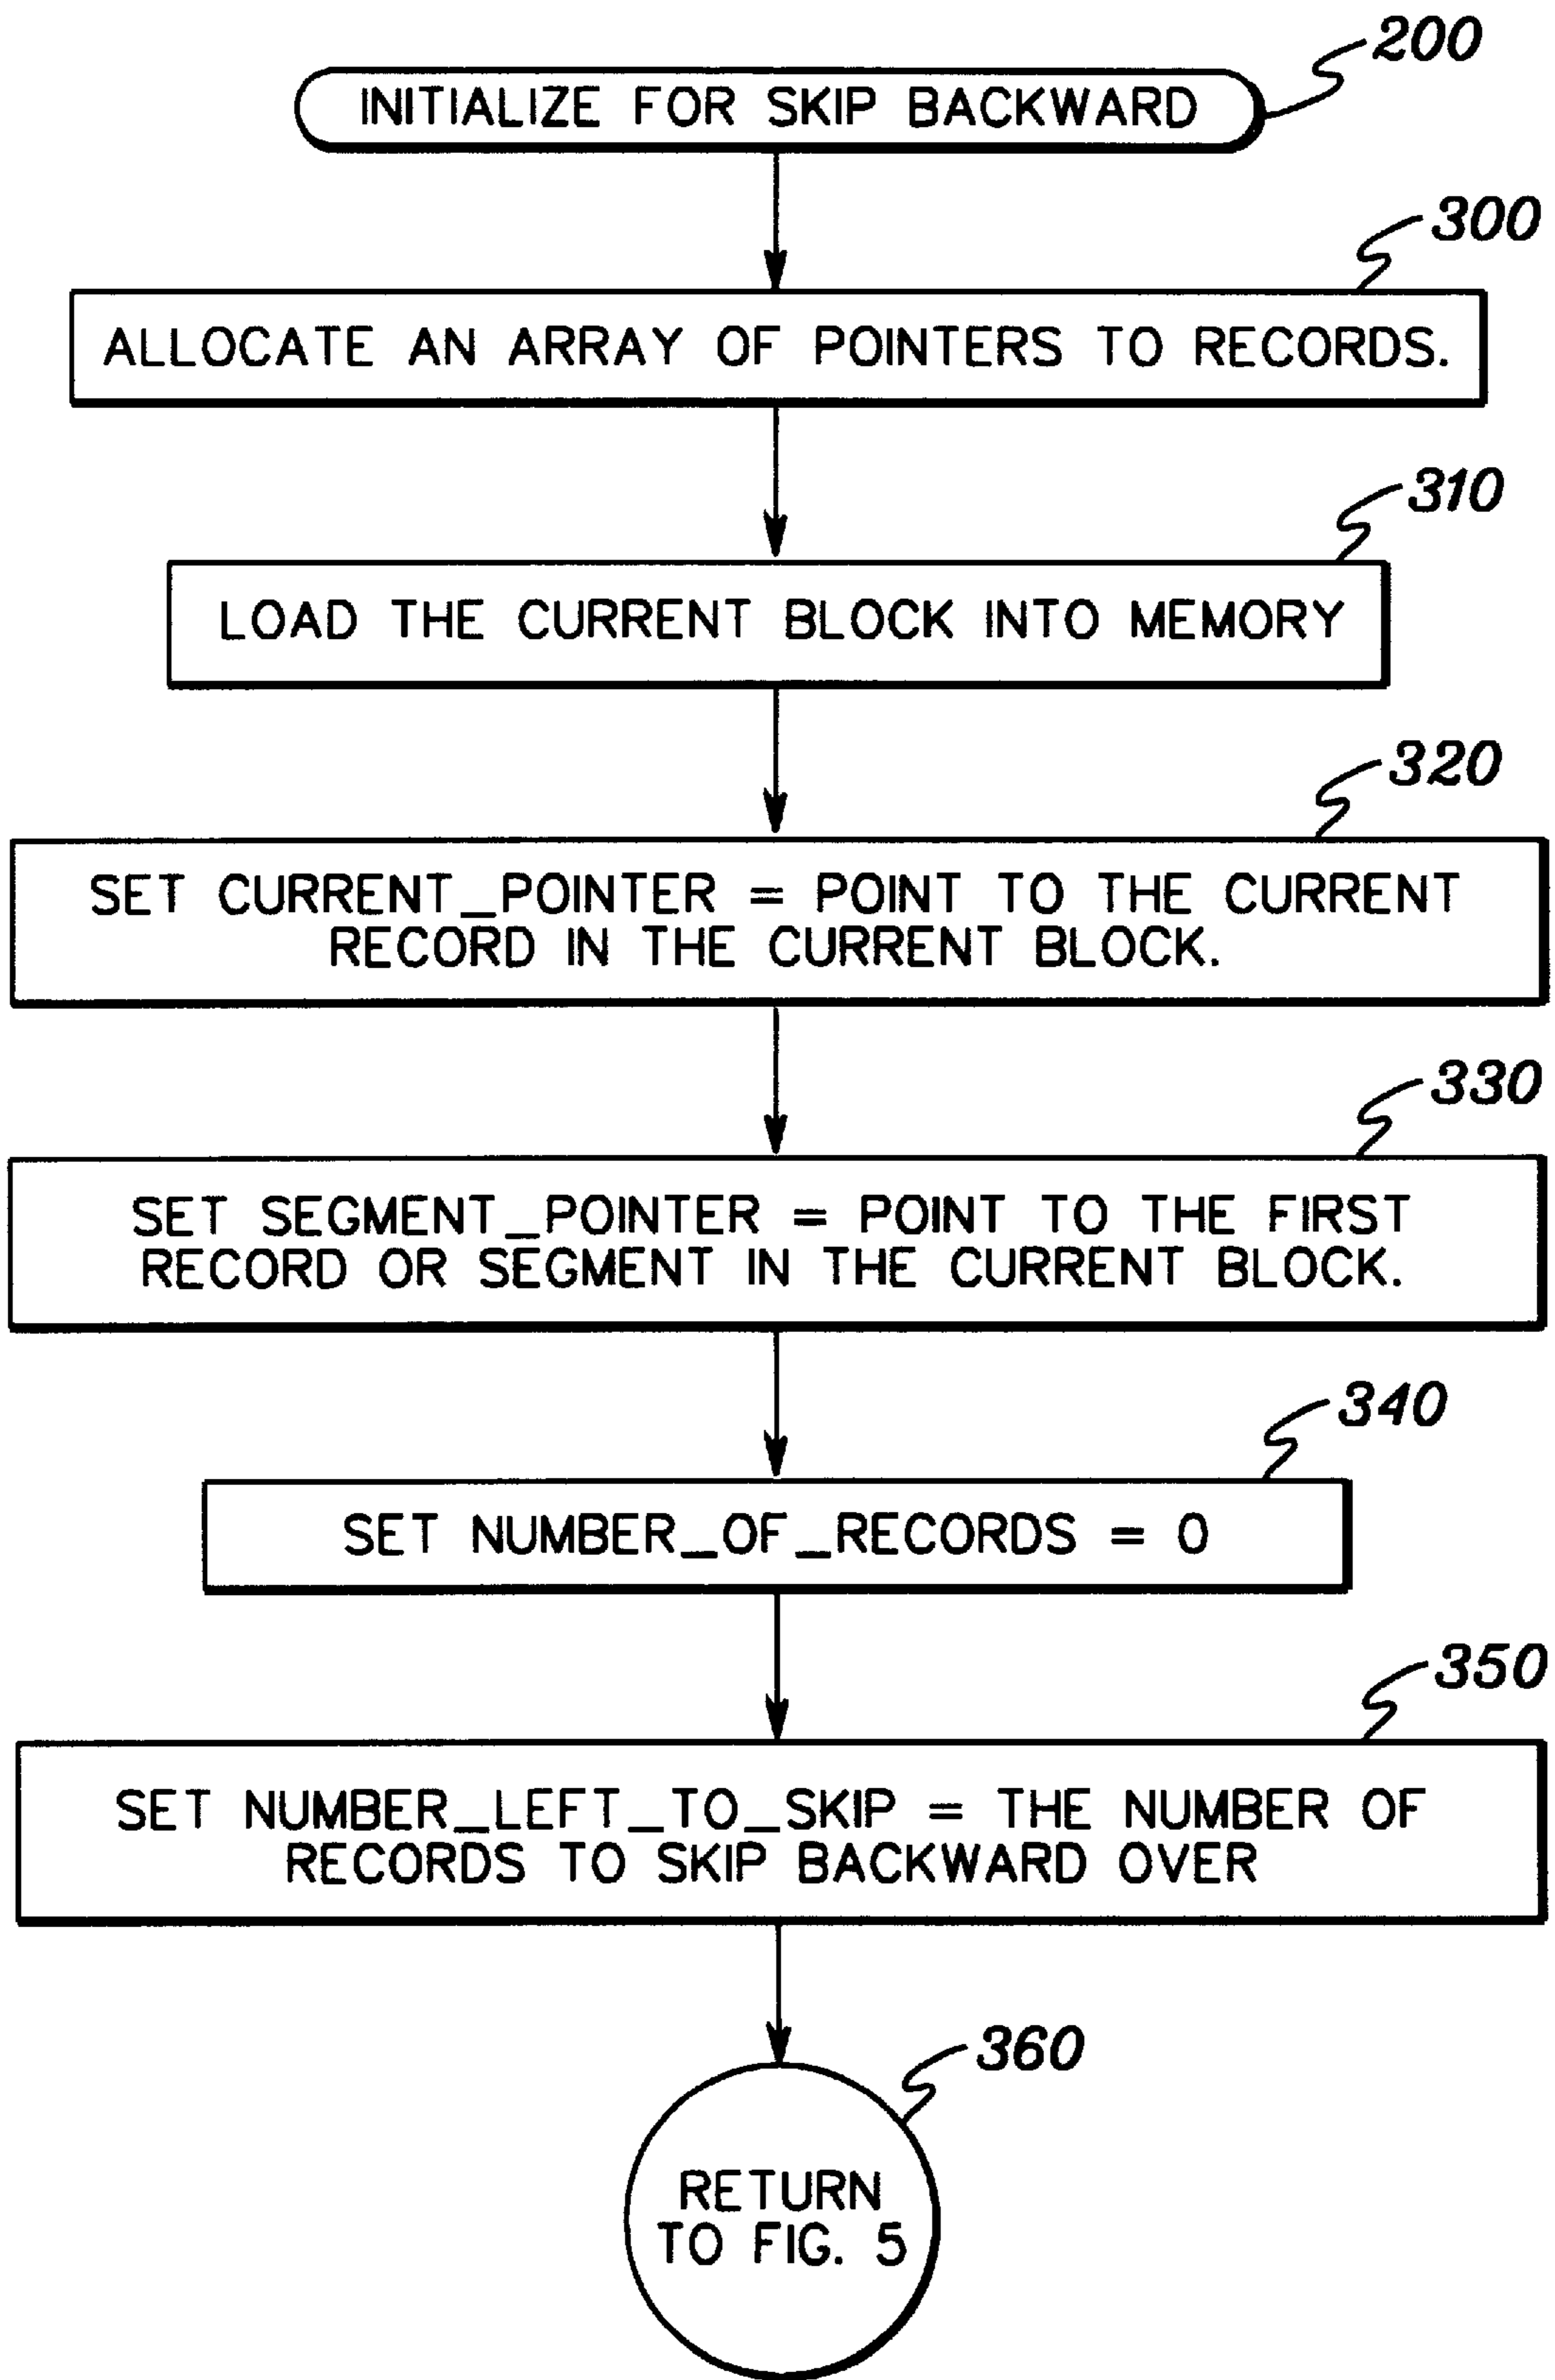 200
INITIALIZE FOR SKIP BACKWARD
300
ALLOCATE AN ARRAY OF POINTERS TO RECORDS.
310
LOAD THE CURRENT BLOCK INTO MEMORY
320
SET CURRENT_POINTER = POINT TO THE CURRENT
RECORD IN THE CURRENT BLOCK.
330
SET SEGMENT_POINTER = POINT TO THE FIRST
RECORD OR SEGMENT IN THE CURRENT BLOCK.
340
SET NUMBER_OF_RECORDS = 0
350
SET NUMBER_LEFT_TO_SKIP = THE NUMBER OF
RECORDS TO SKIP BACKWARD OVER
360
RETURN
TO FIG. 5